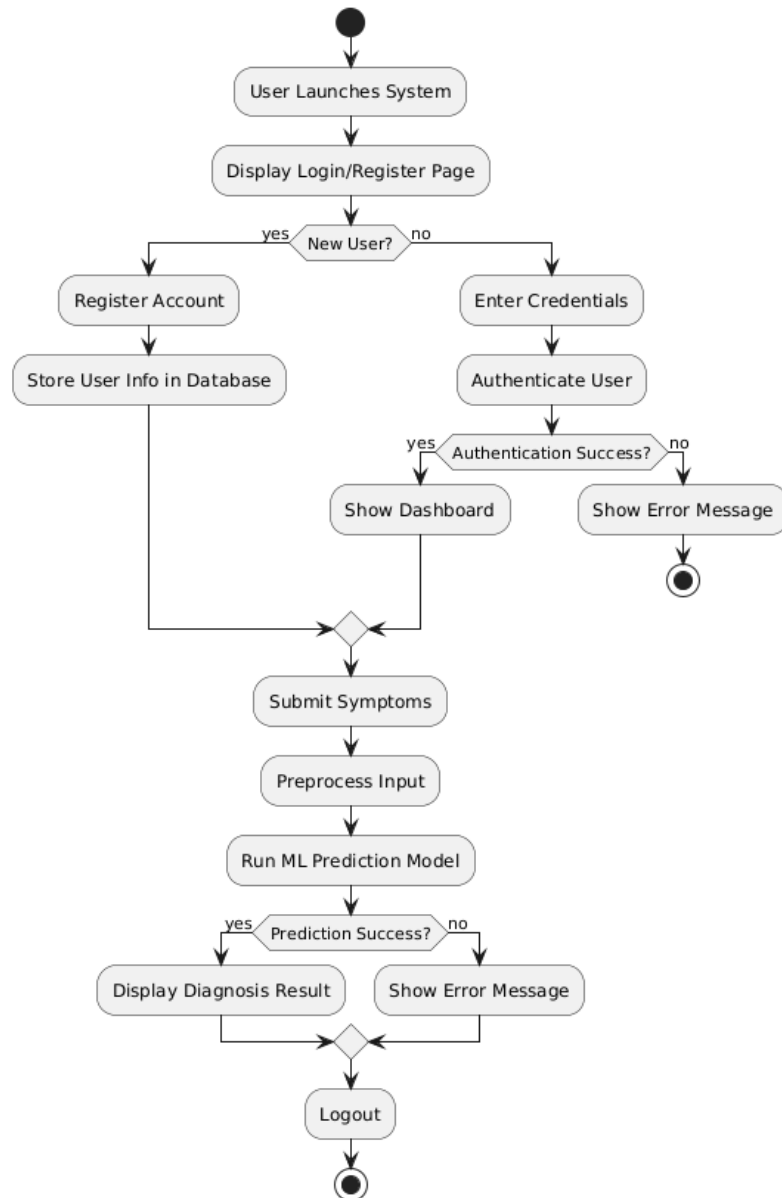 User Launches System
Display Login/Register Page
yes
New User?
no
Register Account
Enter Credentials
Store User Info in Database
Authenticate User
yes
Authentication Success?
no
Show Dashboard
Show Error Message
Submit Symptoms
Preprocess Input
Run ML Prediction Model
yes
Prediction Success?
no
Display Diagnosis Result
Show Error Message
Logout